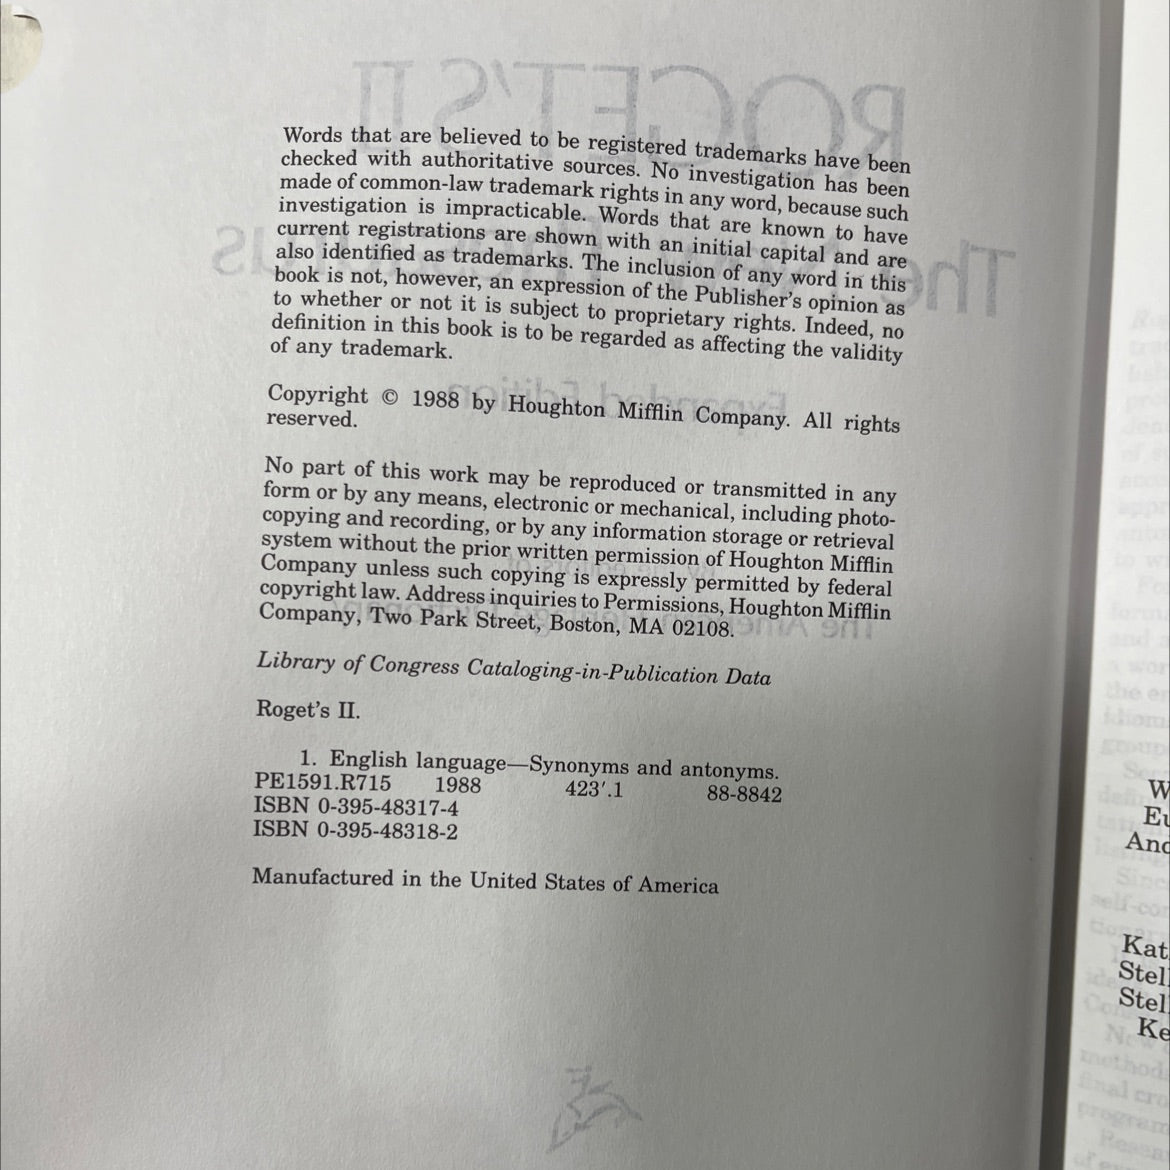 Words that are believed to be registered trademarks have been
checked with authoritative sources. No investigation has been
made of common-law trademark rights in any word, because such
investigation is impracticable. Words that are known to have
current registrations are shown with an initial capital and are
also identified as trademarks. The inclusion of any word in this
book is not, however, an expression of the Publisher's opinion as
to whether or not it is subject to proprietary rights. Indeed, no
definition in this book is to be regarded as affecting the validity
of any trademark.
Copyright © 1988 by Houghton Mifflin Company. All rights
reserved.
No part of this work may be reproduced or transmitted in any
form or by any means, electronic or mechanical, including photo-
copying and recording, or by any information storage or retrieval
system without the prior written permission of Houghton Mifflin
Company unless such copying is expressly permitted by federal
copyright law. Address inquiries to Permissions, Houghton Mifflin
Company, Two Park Street, Boston, MA 02108.
Library of Congress Cataloging-in-Publication Data
Roget's II.
1. English language—Synonyms and antonyms.
PE1591.R715 1988 423′.1 88-8842
ISBN 0-395-48317-4
ISBN 0-395-48318-2
Manufactured in the United States of America
W
Eu
And
Kat
Stell
Stel
Ke